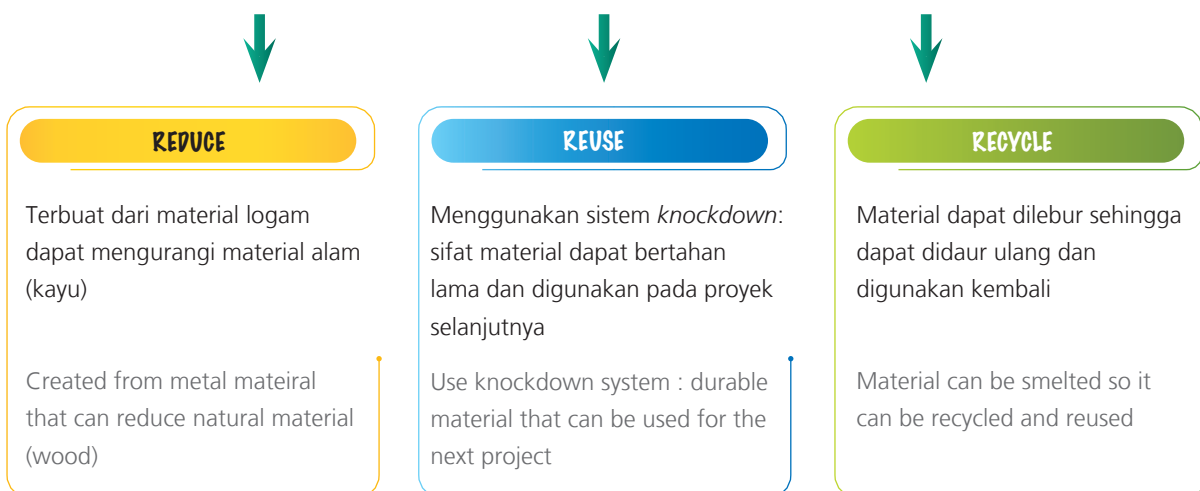 REDUCE
Terbuat dari material logam
dapat mengurangi material alam
(kayu)
Created from metal mateiral
that can reduce natural material
(wood)
REUSE
Menggunakan sistem knockdown:
sifat material dapat bertahan
lama dan digunakan pada proyek
selanjutnya
Use knockdown system : durable
material that can be used for the
next project
RECYCLE
Material dapat dilebur sehingga
dapat didaur ulang dan
digunakan kembali
Material can be smelted so it
can be recycled and reused